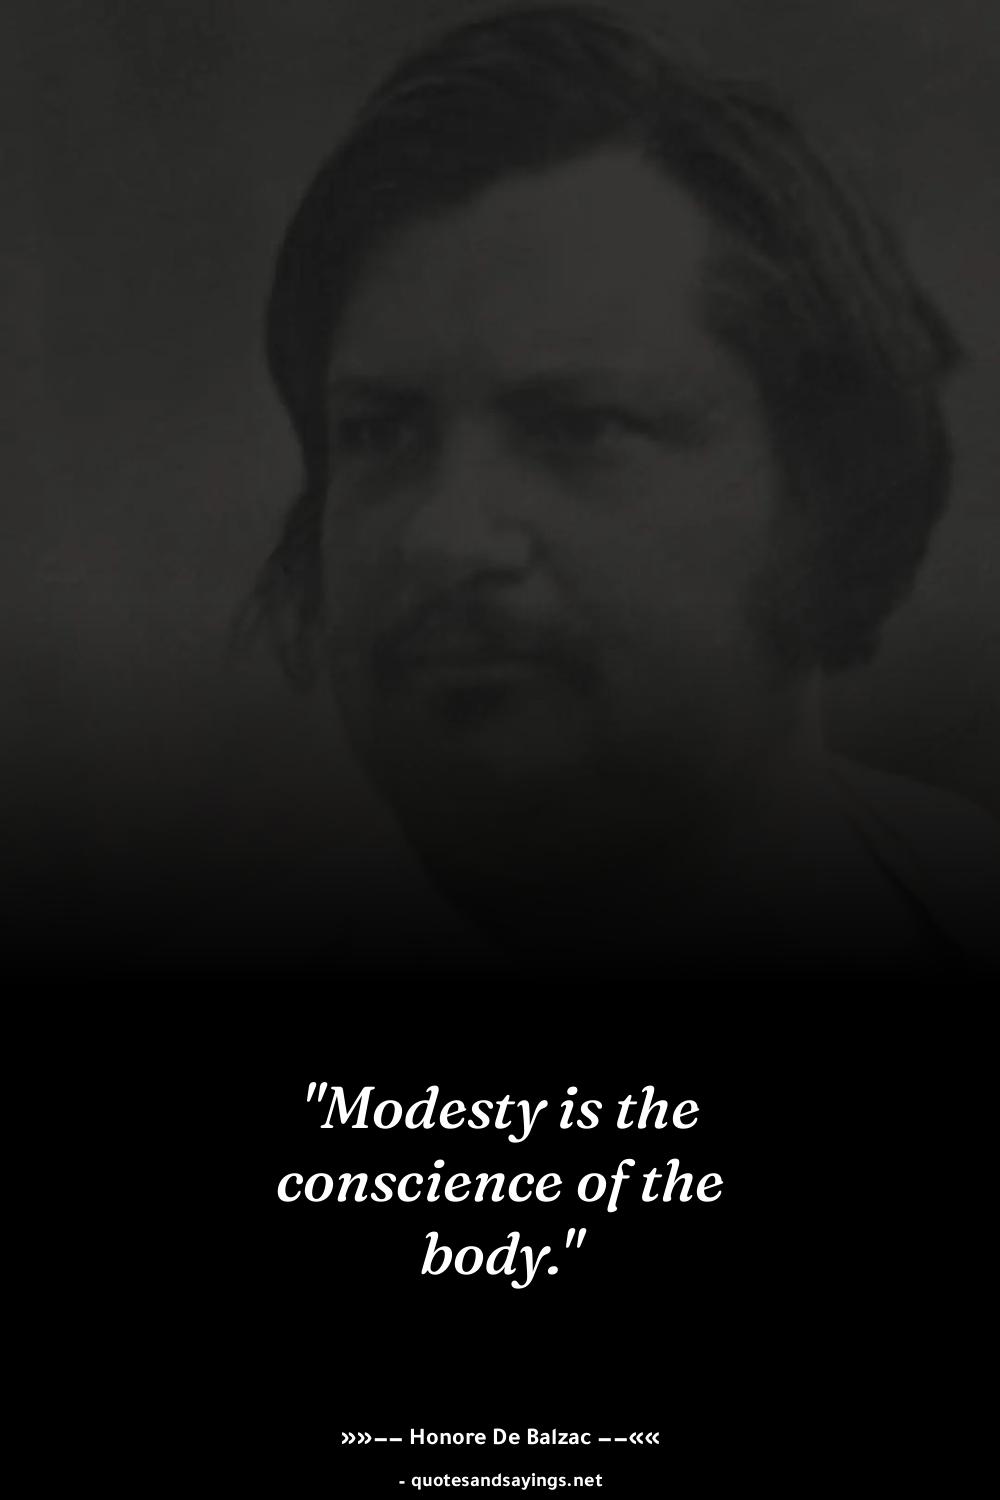 "Modesty is the
conscience of the
body."
»»—— Honore De Balzac ——««
- quotesandsayings.net